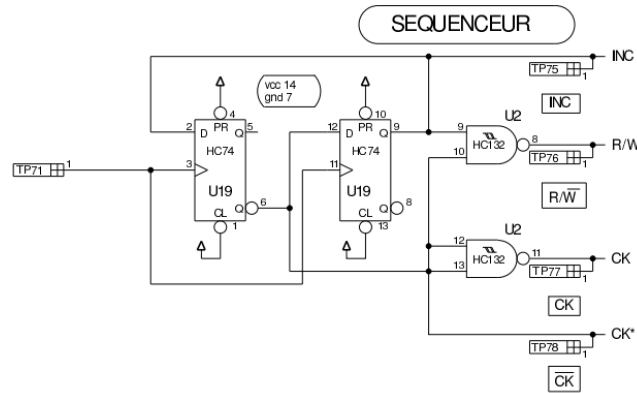 SEQUENCEUR
INC
TP75 1
INC
vcc 14
gnd 7
4
10
U2
2 D PR Q 5
12 D PR Q 9
9
HC74
HC74
HC132
8
R/W
TP71 1
3
11
10
TP76 1
U19
U19
R/W
Q 6
Q 8
CL
CL
1
13
U2
12
HC132
11
CK
13
TP77 1
CK
CK*
TP78 1
CK